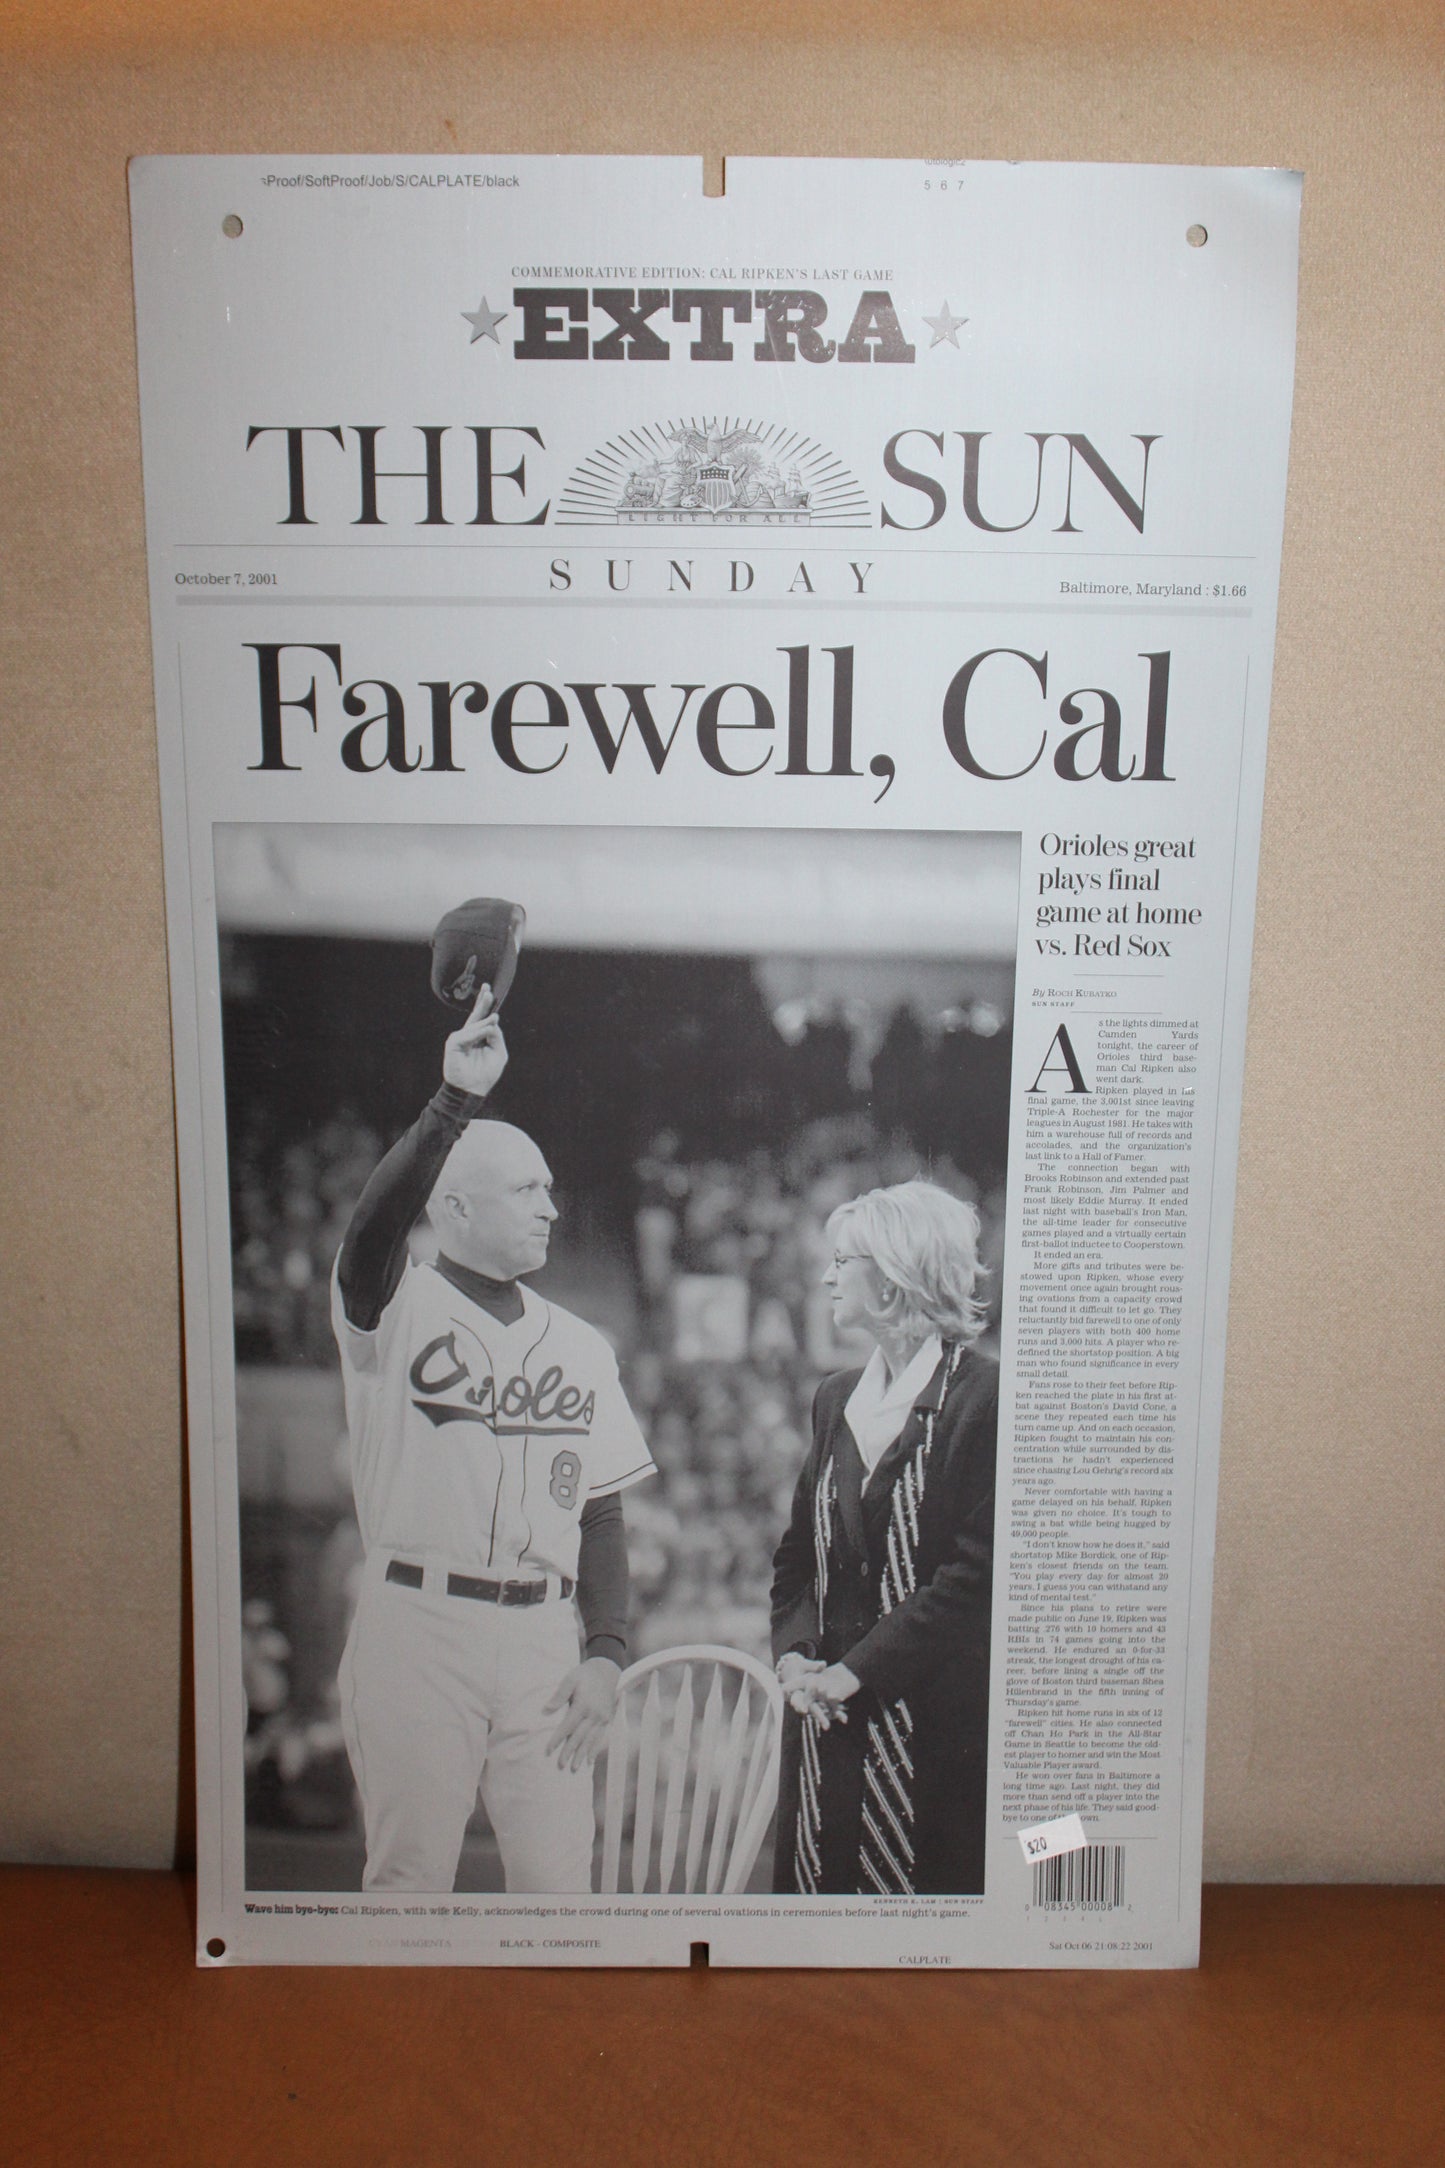 sProof/SoftProof/Job/S/CALPLATE/black
5 6 7
COMMEMORATIVE EDITION: CAL RIPKEN'S LAST GAME
EXTRA
THE SUN
LIGHT FOR ALL
SUNDAY
October 7, 2001
Baltimore, Maryland : $1.66
Farewell, Cal
Orioles great
plays final
game at home
vs. Red Sox
By ROCH KUBATKO
SUN STAFF
As the lights dimmed at
Camden Yards
tonight, the career of
Orioles third base-
man Cal Ripken also
went dark.
Ripken played in his
final game, the 3,001st since leaving
Triple-A Rochester for the major
leagues in August 1981. He takes with
him a warehouse full of records and
accolades, and the organization's
last link to a Hall of Famer.
The connection began with
Brooks Robinson and extended past
Frank Robinson, Jim Palmer and
most likely Eddie Murray. It ended
last night with baseball's Iron Man,
the all-time leader for consecutive
games played and a virtually certain
first-ballot inductee to Cooperstown.
It ended an era.
More gifts and tributes were be-
stowed upon Ripken, whose every
movement once again brought rous-
ing ovations from a capacity crowd
that found it difficult to let go. They
reluctantly bid farewell to one of only
seven players with both 400 home
runs and 3,000 hits. A player who re-
defined the shortstop position. A big
man who found significance in every
small detail.
Fans rose to their feet before Rip-
ken reached the plate in his first at-
bat against Boston's David Cone, a
scene they repeated each time his
turn came up. And on each occasion,
Ripken fought to maintain his con-
centration while surrounded by dis-
tractions he hadn't experienced
since chasing Lou Gehrig's record six
years ago.
Never comfortable with having a
game delayed on his behalf, Ripken
was given no choice. It's tough to
swing a bat while being hugged by
49,000 people.
"I don't know how he does it," said
shortstop Mike Bordick, one of Rip-
ken's closest friends on the team.
"You play every day for almost 20
years, I guess you can withstand any
kind of mental test."
Since his plans to retire were
made public on June 19, Ripken was
batting .276 with 10 homers and 43
RBIs in 74 games going into the
weekend. He endured an 0-for-33
streak, the longest drought of his ca-
reer, before lining a single off the
glove of Boston third baseman Shea
Hillenbrand in the fifth inning of
Thursday's game.
Ripken hit home runs in six of 12
"farewell" cities. He also connected
off Chan Ho Park in the All-Star
Game in Seattle to become the old-
est player to homer and win the Most
Valuable Player award.
He won over fans in Baltimore a
long time ago. Last night, they did
more than send off a player into the
next phase of his life. They said good-
bye to one of own.
$20
Orioles
8
0 08345 00008 2
KENNETH K. LAM : SUN STAFF
Wave him bye-bye: Cal Ripken, with wife Kelly, acknowledges the crowd during one of several ovations in ceremonies before last night's game.
MAGENTA BLACK - COMPOSITE
CALPLATE
Sat Oct 06 21:08:22 2001